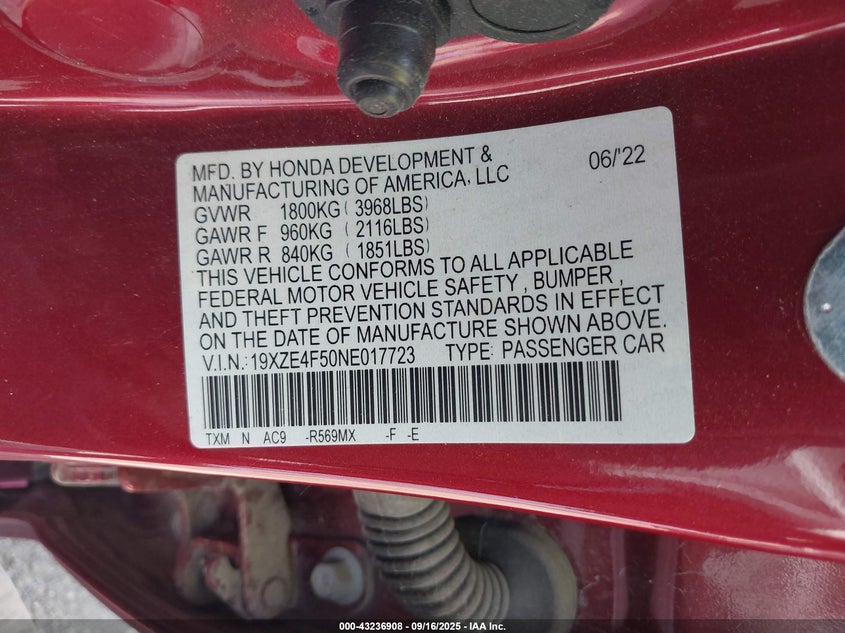 MFD. BY HONDA DEVELOPMENT & 06/'22
MANUFACTURING OF AMERICA, LLC
GVWR 1800KG ( 3968LBS)
GAWR F 960KG ( 2116LBS)
GAWR R 840KG ( 1851LBS)
THIS VEHICLE CONFORMS TO ALL APPLICABLE
FEDERAL MOTOR VEHICLE SAFETY , BUMPER ,
AND THEFT PREVENTION STANDARDS IN EFFECT
ON THE DATE OF MANUFACTURE SHOWN ABOVE.
V.I.N.:19XZE4F50NE017723 TYPE: PASSENGER CAR
TXM N AC9 -R569MX -F -E
000-43236908 - 09/16/2025 - IAA Inc.